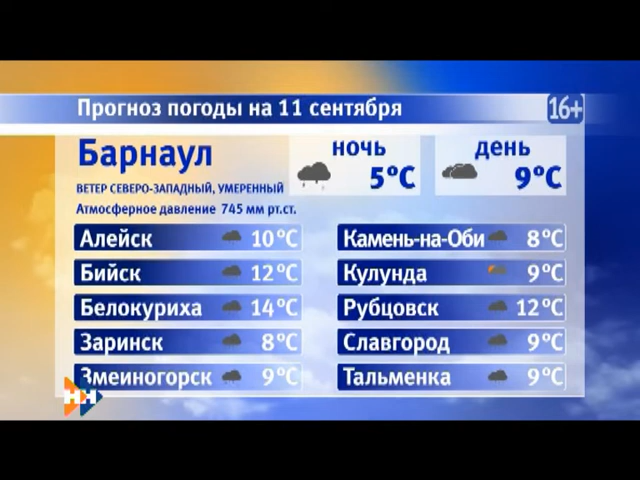 Прогноз погоды на 11 сентября
16+
Барнаул
ночь
5°C
день
9°C
ВЕТЕР СЕВЕРО-ЗАПАДНЫЙ, УМЕРЕННЫЙ
Атмосферное давление 745 мм рт.ст.
Алейск 10°C
Бийск 12°C
Белокуриха 14°C
Заринск 8°C
Змеиногорск 9°C
Камень-на-Оби 8°C
Кулунда 9°C
Рубцовск 12°C
Славгород 9°C
Тальменка 9°C
НН